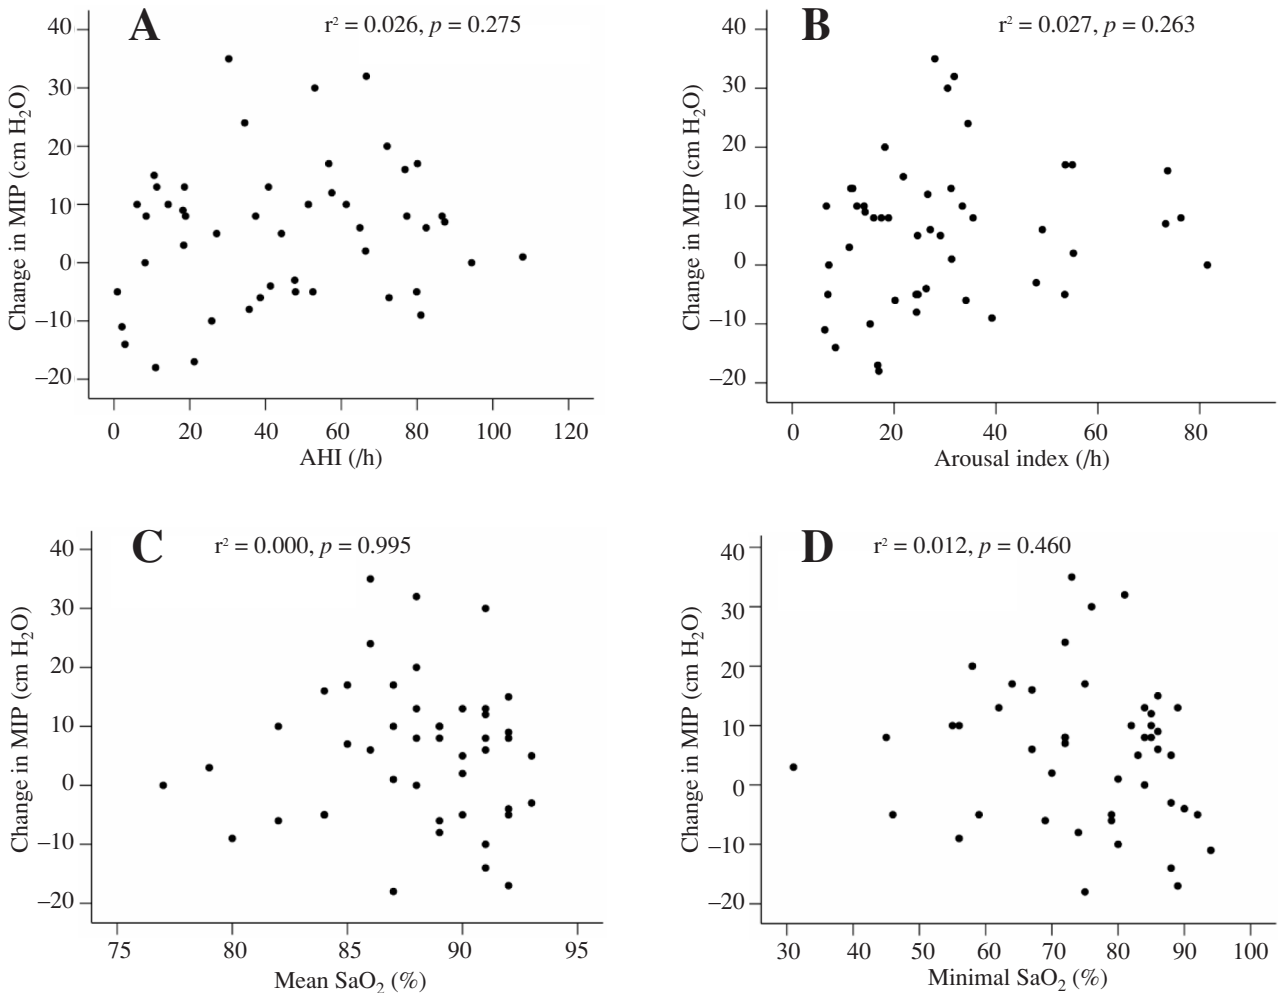 A
r² = 0.026, p = 0.275
Change in MIP (cm H₂O)
40
30
20
10
0
–10
–20
0 20 40 60 80 100 120
AHI (/h)
B
r² = 0.027, p = 0.263
Change in MIP (cm H₂O)
40
30
20
10
0
–10
–20
0 20 40 60 80
Arousal index (/h)
C
r² = 0.000, p = 0.995
Change in MIP (cm H₂O)
40
30
20
10
0
–10
–20
75 80 85 90 95
Mean SaO₂ (%)
D
r² = 0.012, p = 0.460
Change in MIP (cm H₂O)
40
30
20
10
0
–10
–20
30 40 50 60 70 80 90 100
Minimal SaO₂ (%)